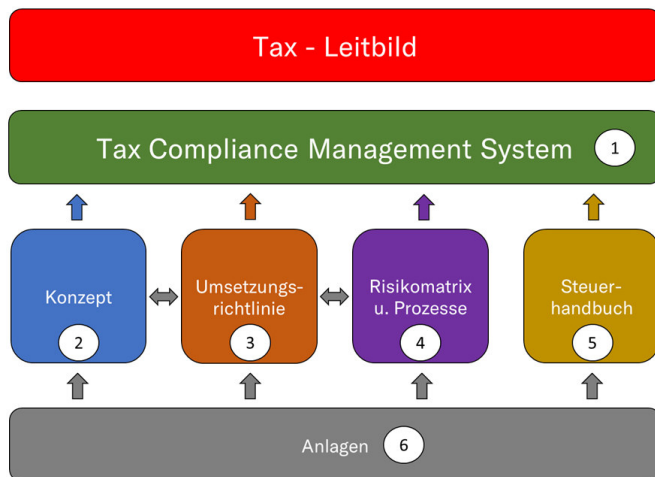 Tax - Leitbild
Tax Compliance Management System 1
Konzept
2
Umsetzungs-
richtlinie
3
Risikomatrix
u. Prozesse
4
Steuer-
handbuch
5
Anlagen 6